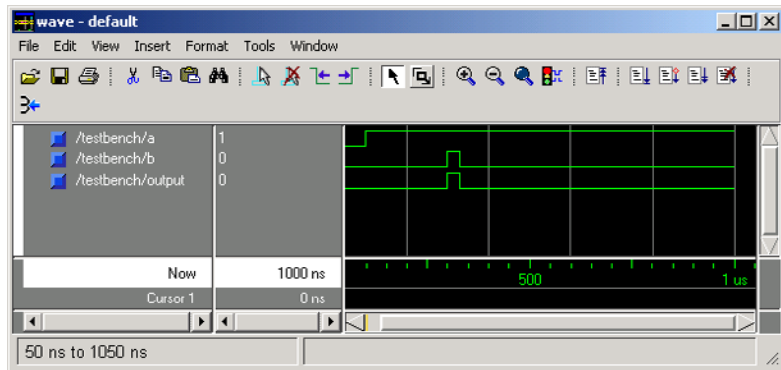 wave - default
File Edit View Insert Format Tools Window
/testbench/a 1
/testbench/b 0
/testbench/output 0
Now 1000 ns
500 1 us
Cursor 1 0 ns
50 ns to 1050 ns